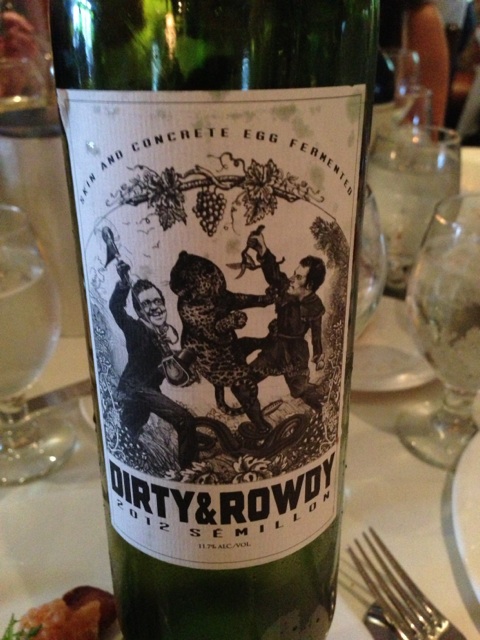 SKIN AND CONCRETE EGG FERMENTED
DIRTY&ROWDY
2012 SÉMILLON
11.7% ALC/VOL